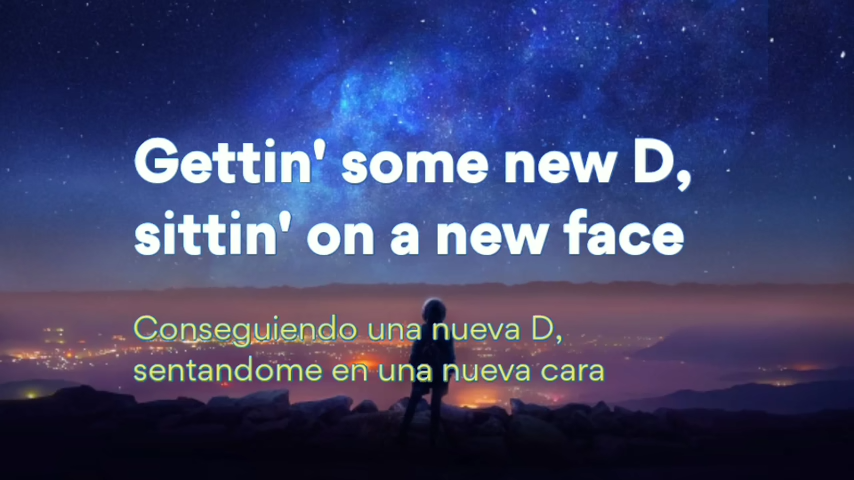 Gettin' some new D,
sittin' on a new face
Conseguiendo una nueva D,
sentandome en una nueva cara